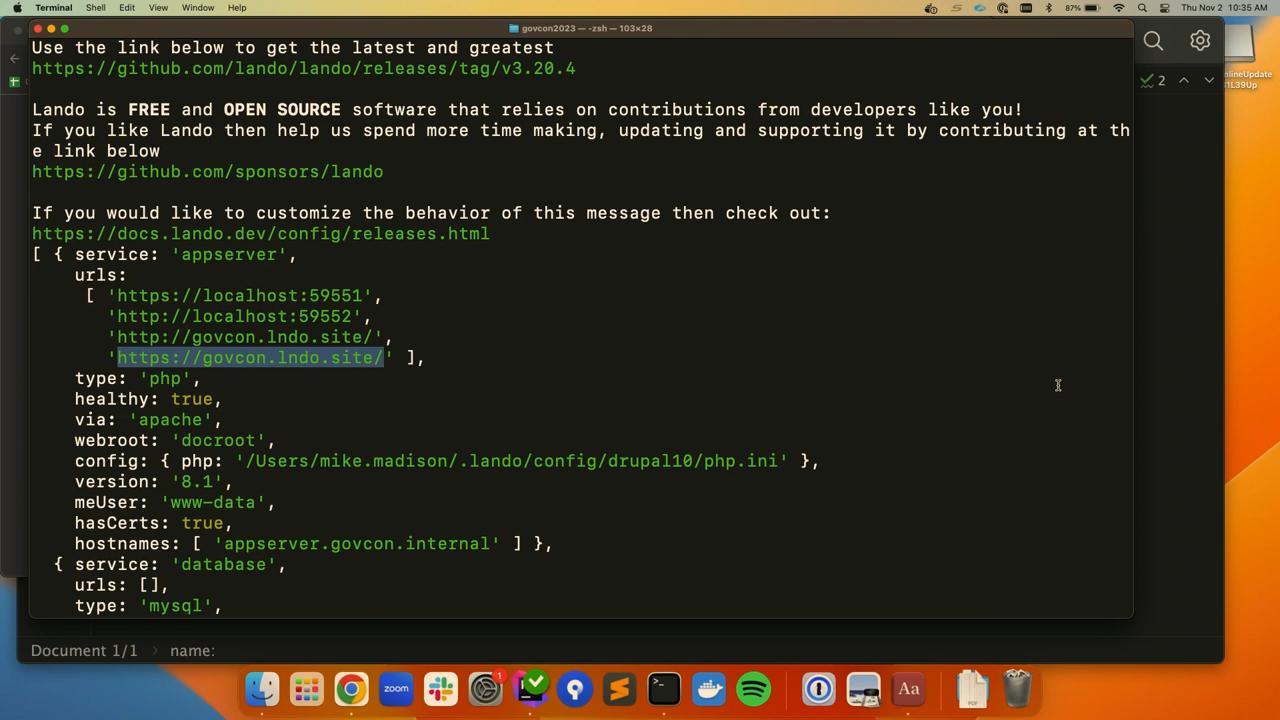 Terminal Shell Edit View Window Help 87% Thu Nov 2 10:35 AM
govcon2023 — -zsh — 103×28
Use the link below to get the latest and greatest
https://github.com/lando/lando/releases/tag/v3.20.4
Lando is FREE and OPEN SOURCE software that relies on contributions from developers like you!
If you like Lando then help us spend more time making, updating and supporting it by contributing at th
e link below
https://github.com/sponsors/lando
If you would like to customize the behavior of this message then check out:
https://docs.lando.dev/config/releases.html
[ { service: 'appserver',
urls:
[ 'https://localhost:59551',
'http://localhost:59552',
'http://govcon.lndo.site/',
'https://govcon.lndo.site/' ],
type: 'php',
healthy: true,
via: 'apache',
webroot: 'docroot',
config: { php: '/Users/mike.madison/.lando/config/drupal10/php.ini' },
version: '8.1',
meUser: 'www-data',
hasCerts: true,
hostnames: [ 'appserver.govcon.internal' ] },
{ service: 'database',
urls: [],
type: 'mysql',
2
nlineUpdate
1L39Up
Document 1/1 › name:
zoom
1
Aa
PDF